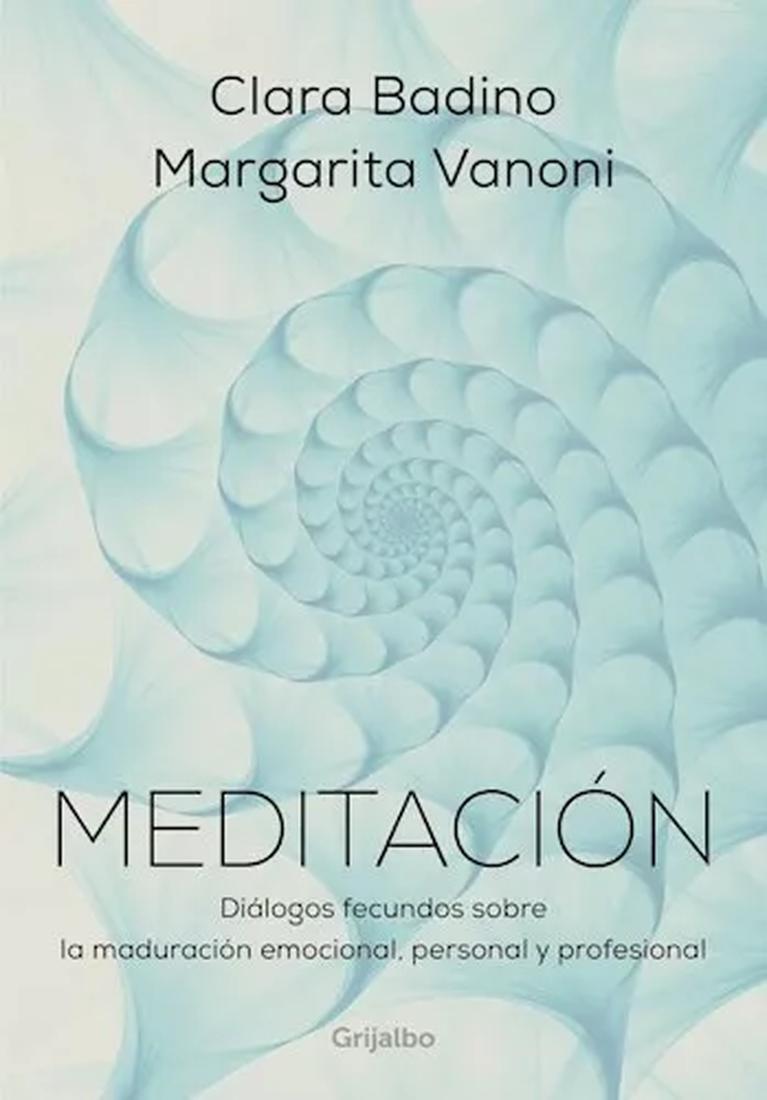 Clara Badino
Margarita Vanoni
MEDITACIÓN
Diálogos fecundos sobre
la maduración emocional, personal y profesional
Grijalbo